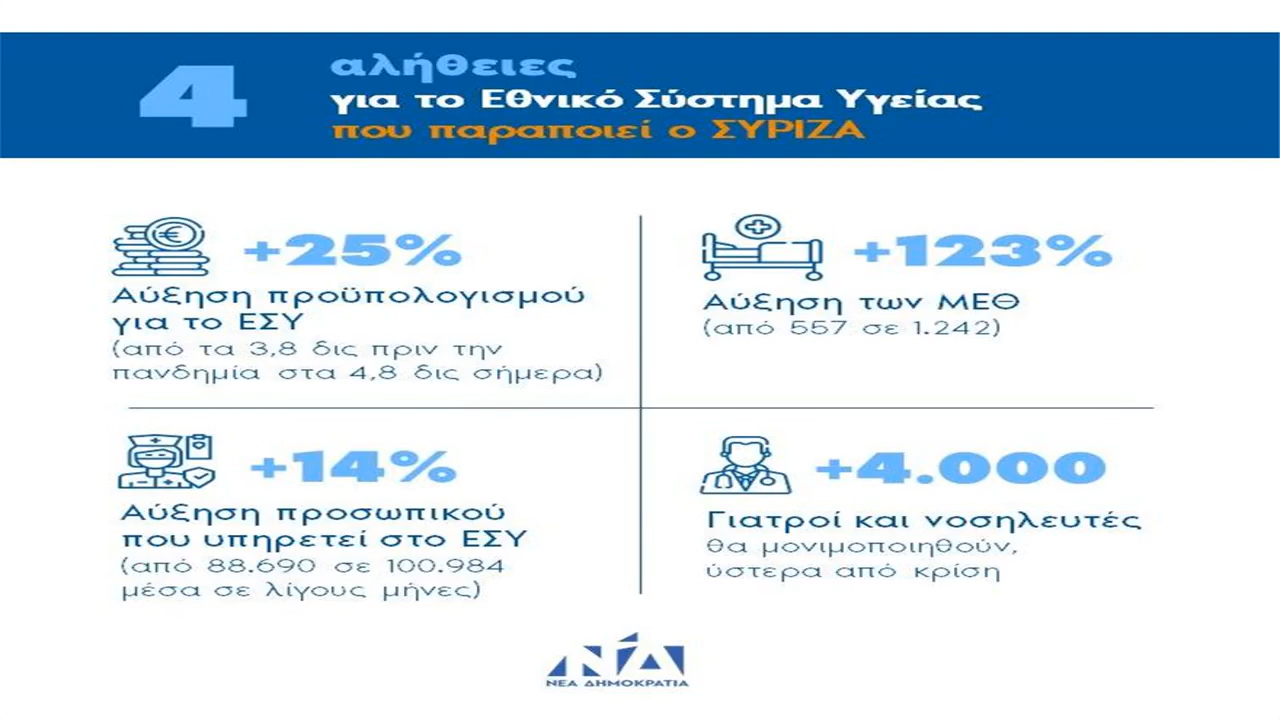 4
αλήθειες
για το Εθνικό Σύστημα Υγείας
που παραποιεί ο ΣΥΡΙΖΑ
+25%
Αύξηση προϋπολογισμού
για το ΕΣΥ
(από τα 3,8 δις πριν την
πανδημία στα 4,8 δις σήμερα)
+123%
Αύξηση των ΜΕΘ
(από 557 σε 1.242)
+14%
Αύξηση προσωπικού
που υπηρετεί στο ΕΣΥ
(από 88.690 σε 100.984
μέσα σε λίγους μήνες)
+4.000
Γιατροί και νοσηλευτές
θα μονιμοποιηθούν,
ύστερα από κρίση
ΝΔ
ΝΕΑ ΔΗΜΟΚΡΑΤΙΑ